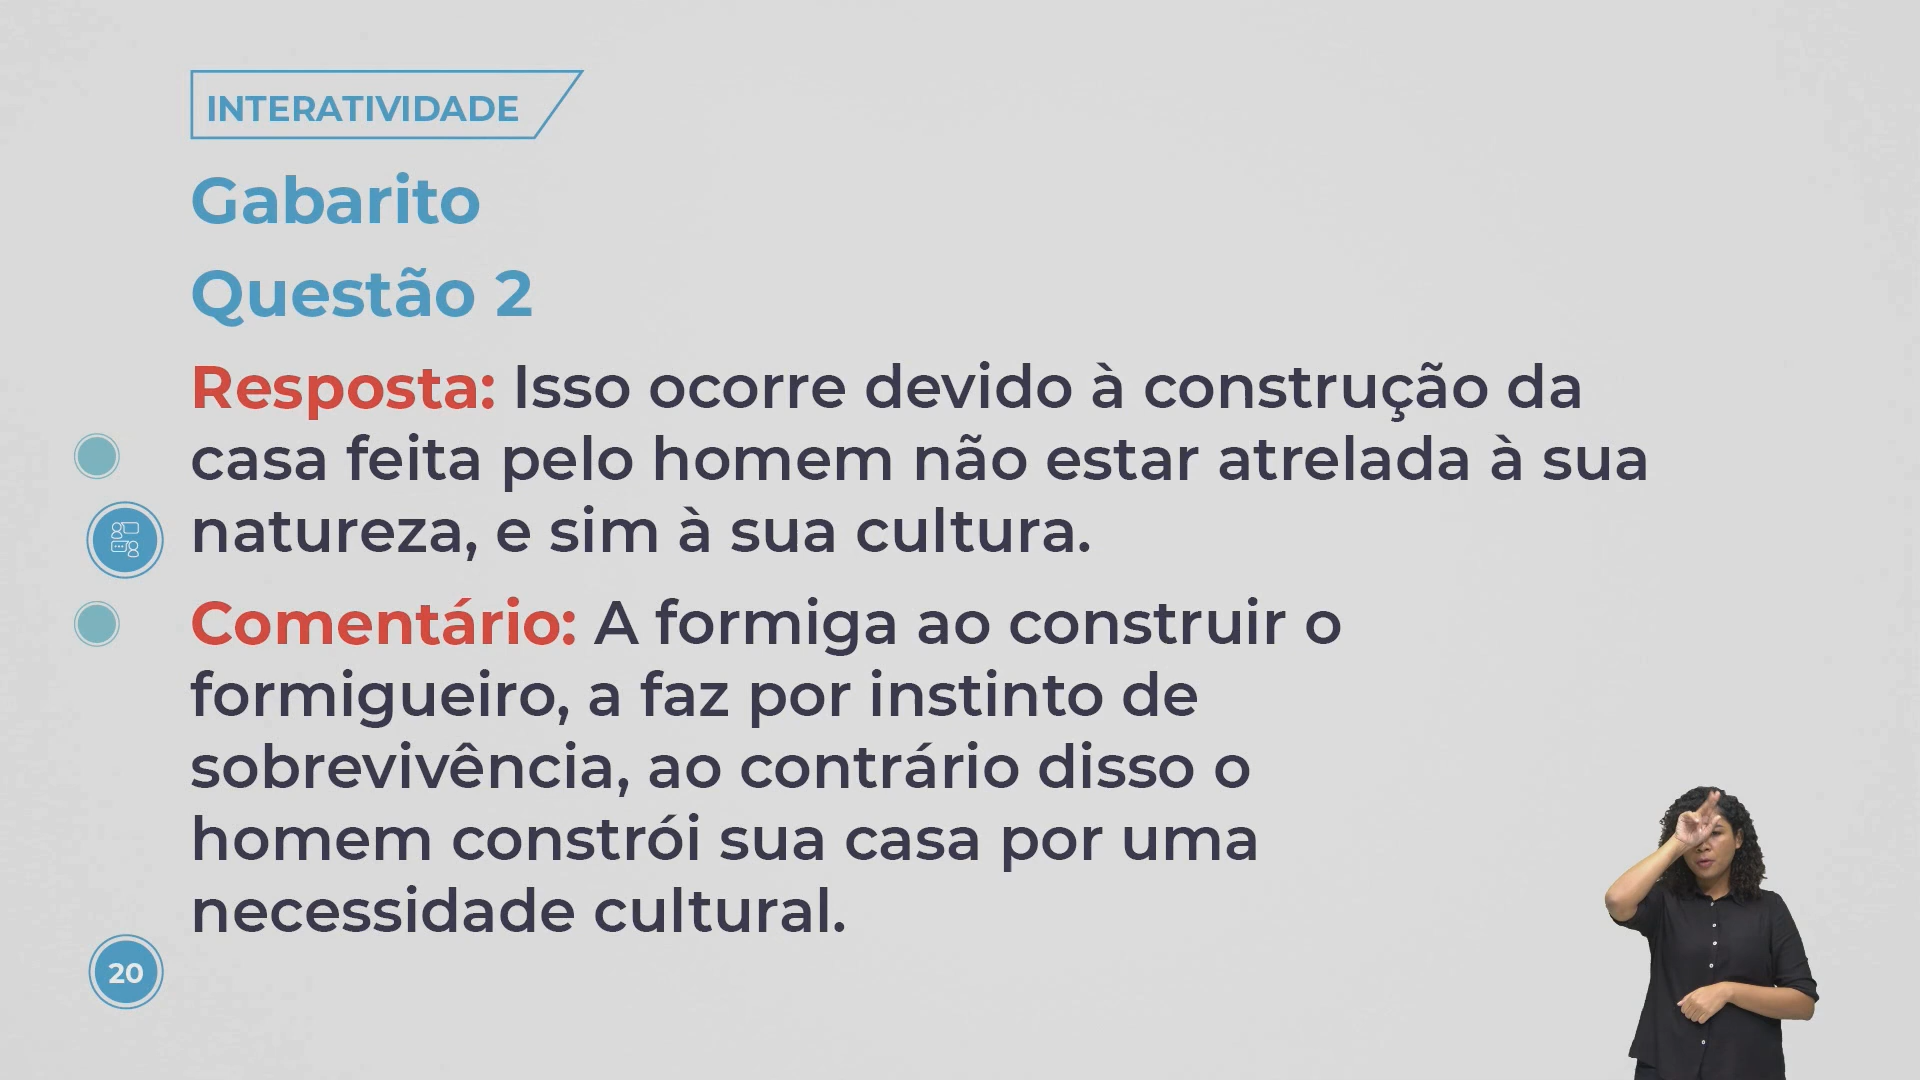 INTERATIVIDADE
Gabarito
Questão 2
Resposta: Isso ocorre devido à construção da
casa feita pelo homem não estar atrelada à sua
natureza, e sim à sua cultura.
Comentário: A formiga ao construir o
formigueiro, a faz por instinto de
sobrevivência, ao contrário disso o
homem constrói sua casa por uma
necessidade cultural.
20